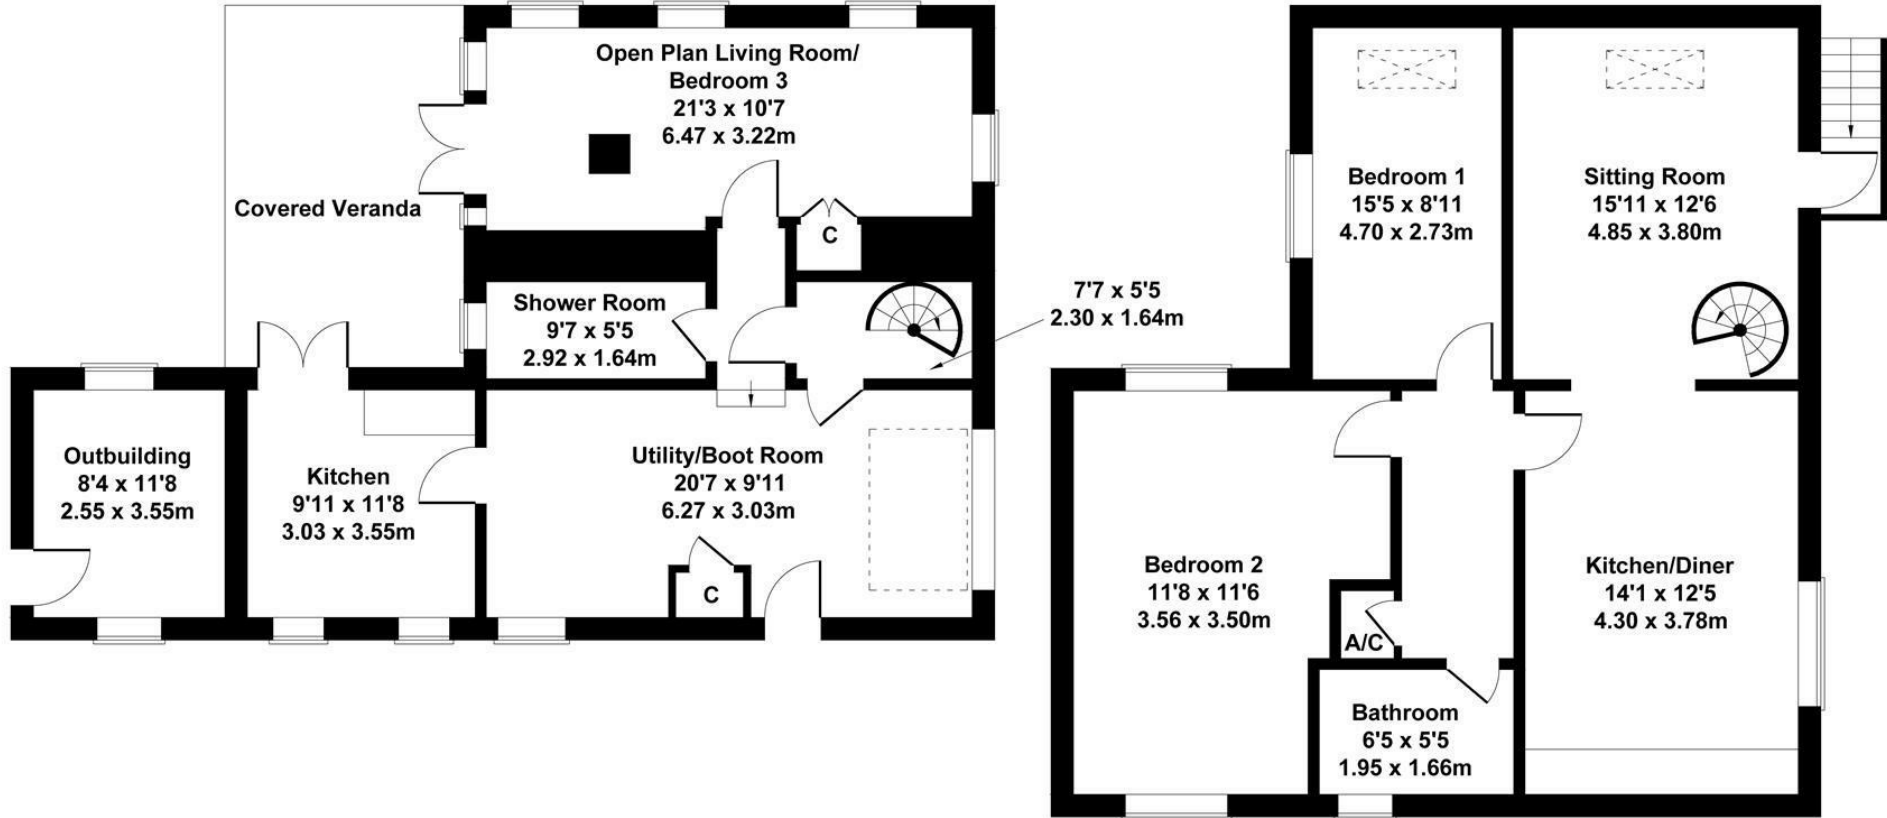 Open Plan Living Room/
Bedroom 3
21'3 x 10'7
6.47 x 3.22m
Covered Veranda
C
Shower Room
9'7 x 5'5
2.92 x 1.64m
7'7 x 5'5
2.30 x 1.64m
Outbuilding
8'4 x 11'8
2.55 x 3.55m
Kitchen
9'11 x 11'8
3.03 x 3.55m
Utility/Boot Room
20'7 x 9'11
6.27 x 3.03m
C
Bedroom 1
15'5 x 8'11
4.70 x 2.73m
Sitting Room
15'11 x 12'6
4.85 x 3.80m
Bedroom 2
11'8 x 11'6
3.56 x 3.50m
A/C
Kitchen/Diner
14'1 x 12'5
4.30 x 3.78m
Bathroom
6'5 x 5'5
1.95 x 1.66m